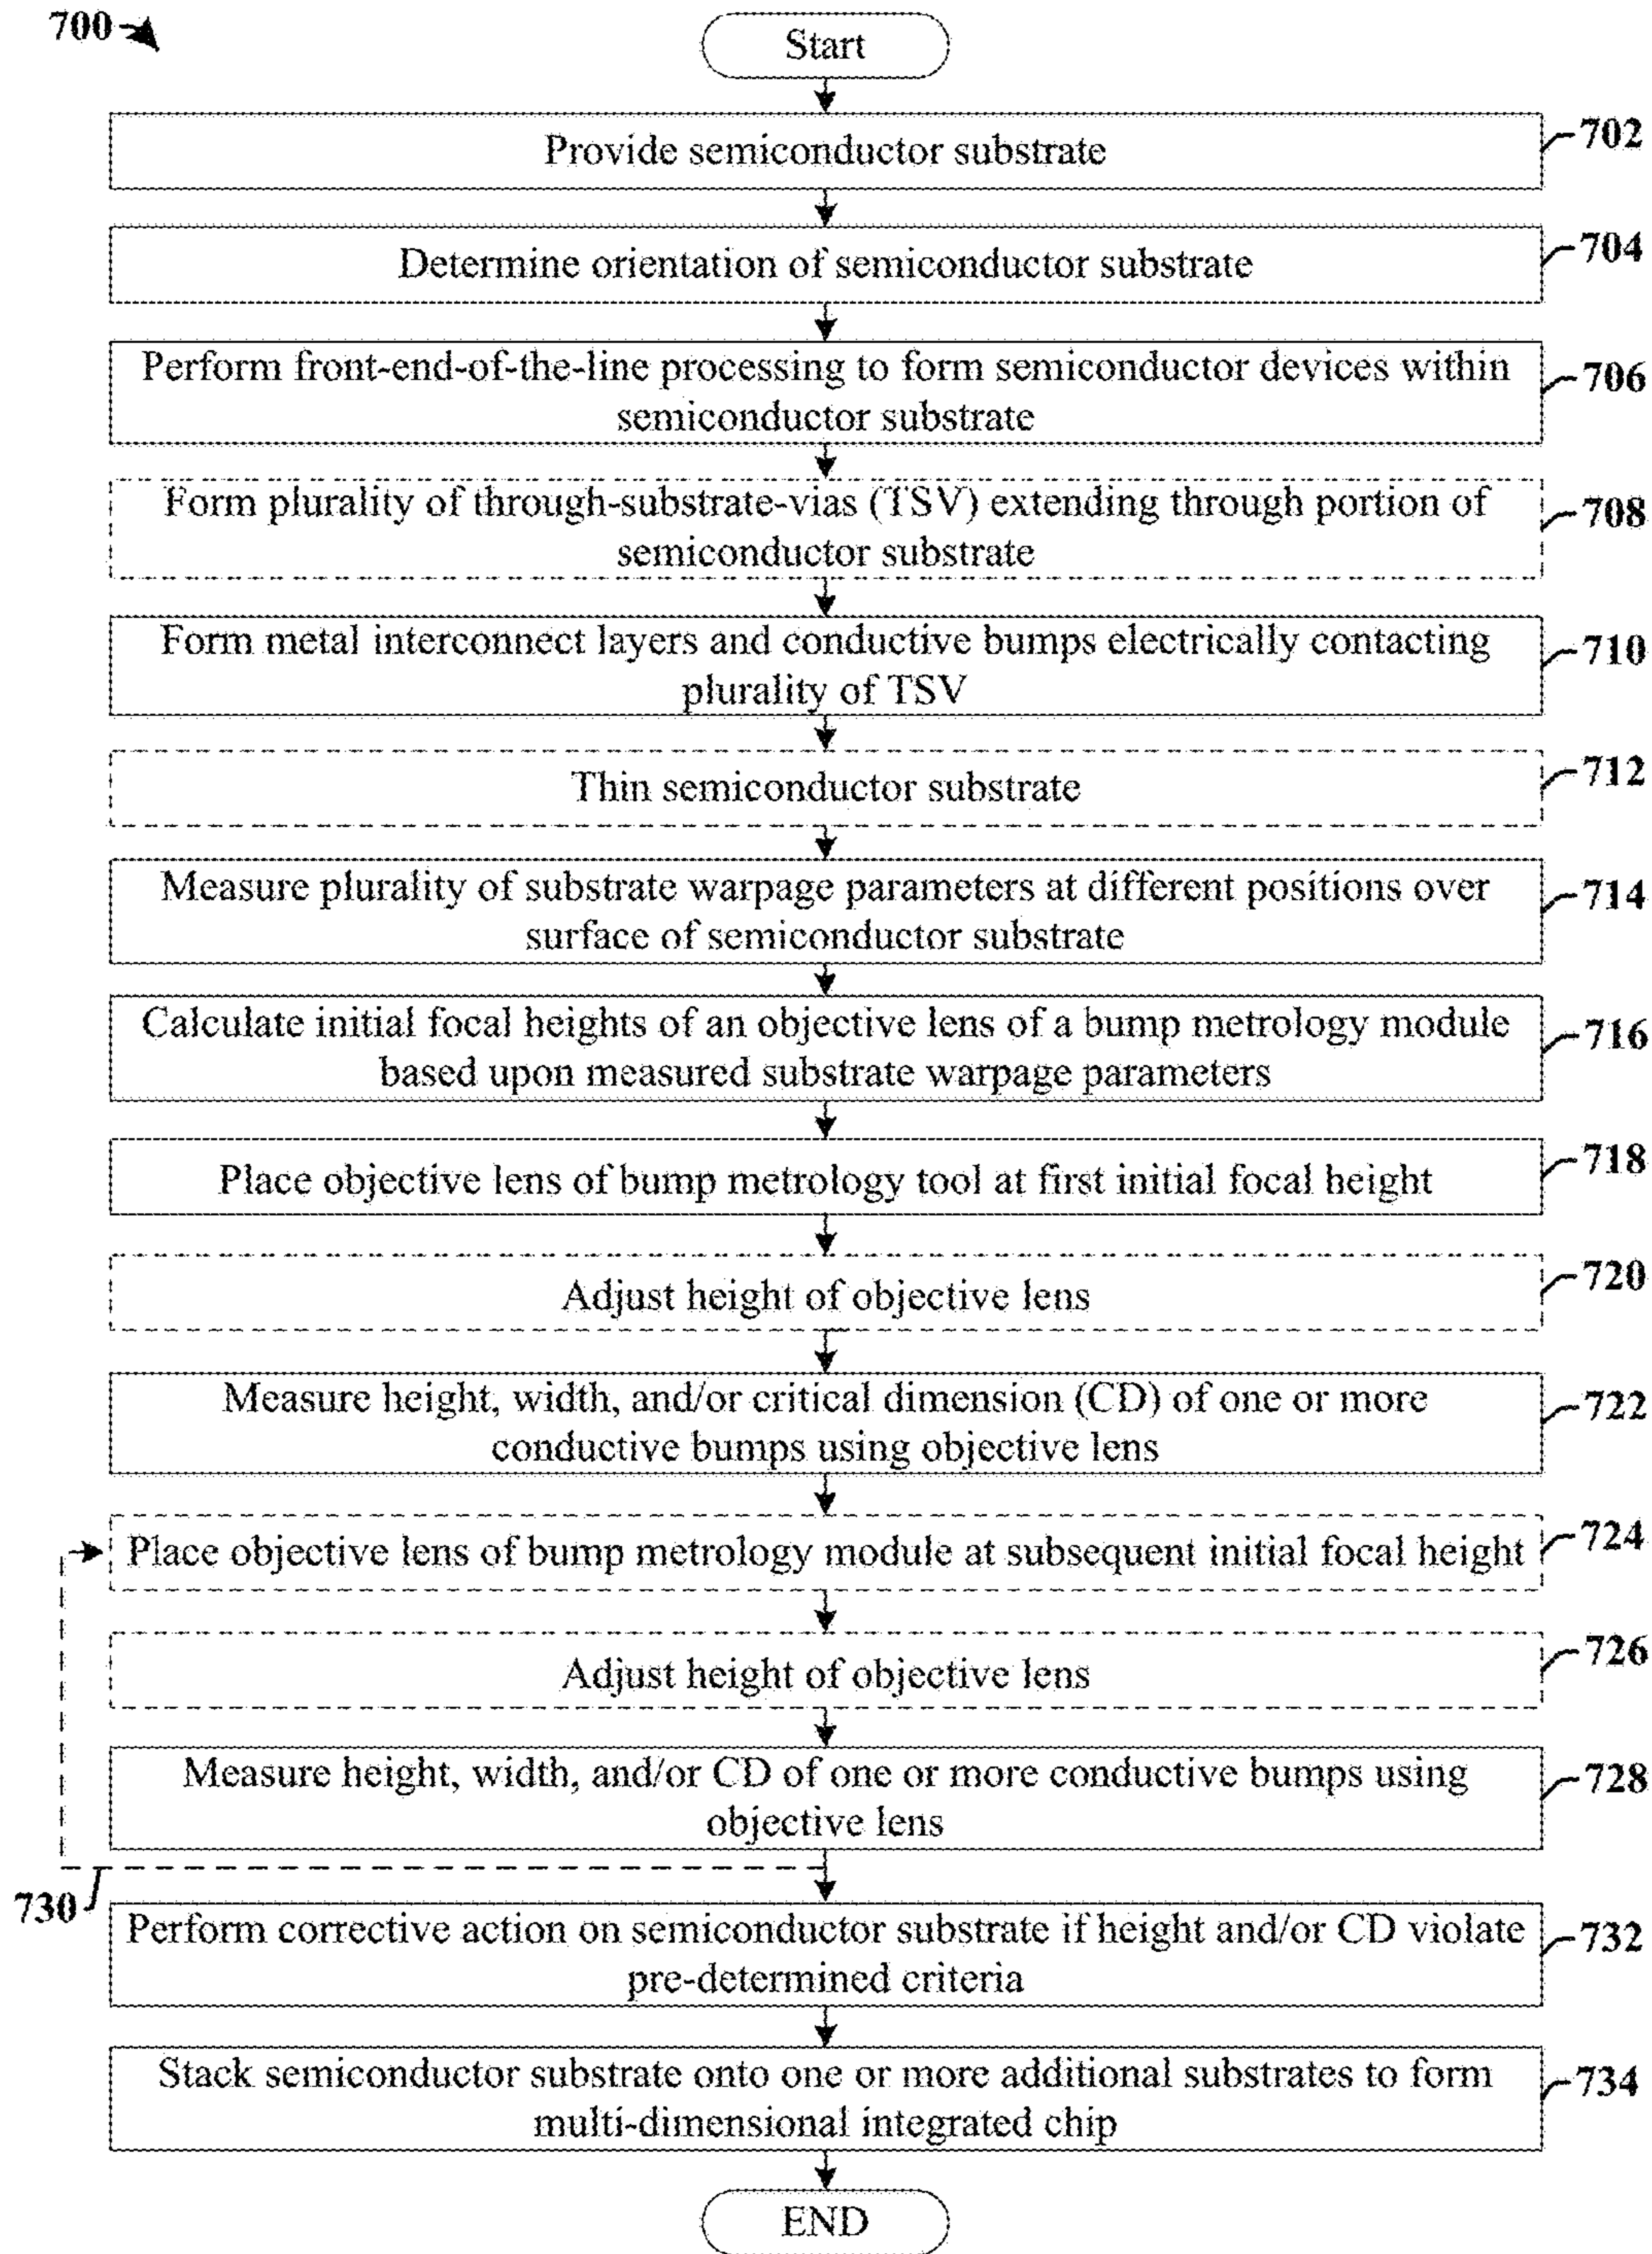 700
Start
Provide semiconductor substrate
702
Determine orientation of semiconductor substrate
704
Perform front-end-of-the-line processing to form semiconductor devices within
semiconductor substrate
706
Form plurality of through-substrate-vias (TSV) extending through portion of
semiconductor substrate
708
Form metal interconnect layers and conductive bumps electrically contacting
plurality of TSV
710
Thin semiconductor substrate
712
Measure plurality of substrate warpage parameters at different positions over
surface of semiconductor substrate
714
Calculate initial focal heights of an objective lens of a bump metrology module
based upon measured substrate warpage parameters
716
Place objective lens of bump metrology tool at first initial focal height
718
Adjust height of objective lens
720
Measure height, width, and/or critical dimension (CD) of one or more
conductive bumps using objective lens
722
Place objective lens of bump metrology module at subsequent initial focal height
724
Adjust height of objective lens
726
Measure height, width, and/or CD of one or more conductive bumps using
objective lens
728
730
Perform corrective action on semiconductor substrate if height and/or CD violate
pre-determined criteria
732
Stack semiconductor substrate onto one or more additional substrates to form
multi-dimensional integrated chip
734
END